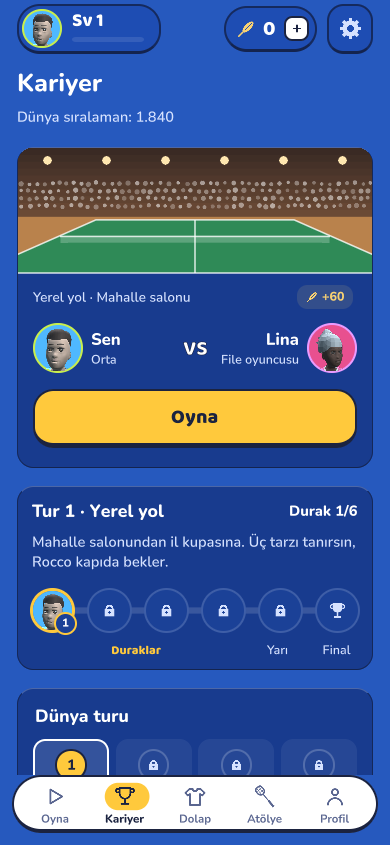 Sv 1
0
+
Kariyer
Dünya sıralaman: 1.840
Yerel yol · Mahalle salonu
+60
Sen
Orta
VS
Lina
File oyuncusu
Oyna
Tur 1 · Yerel yol
Durak 1/6
Mahalle salonundan il kupasına. Üç tarzı tanırsın,
Rocco kapıda bekler.
1
Duraklar
Yarı
Final
Dünya turu
1
Oyna
Kariyer
Dolap
Atölye
Profil